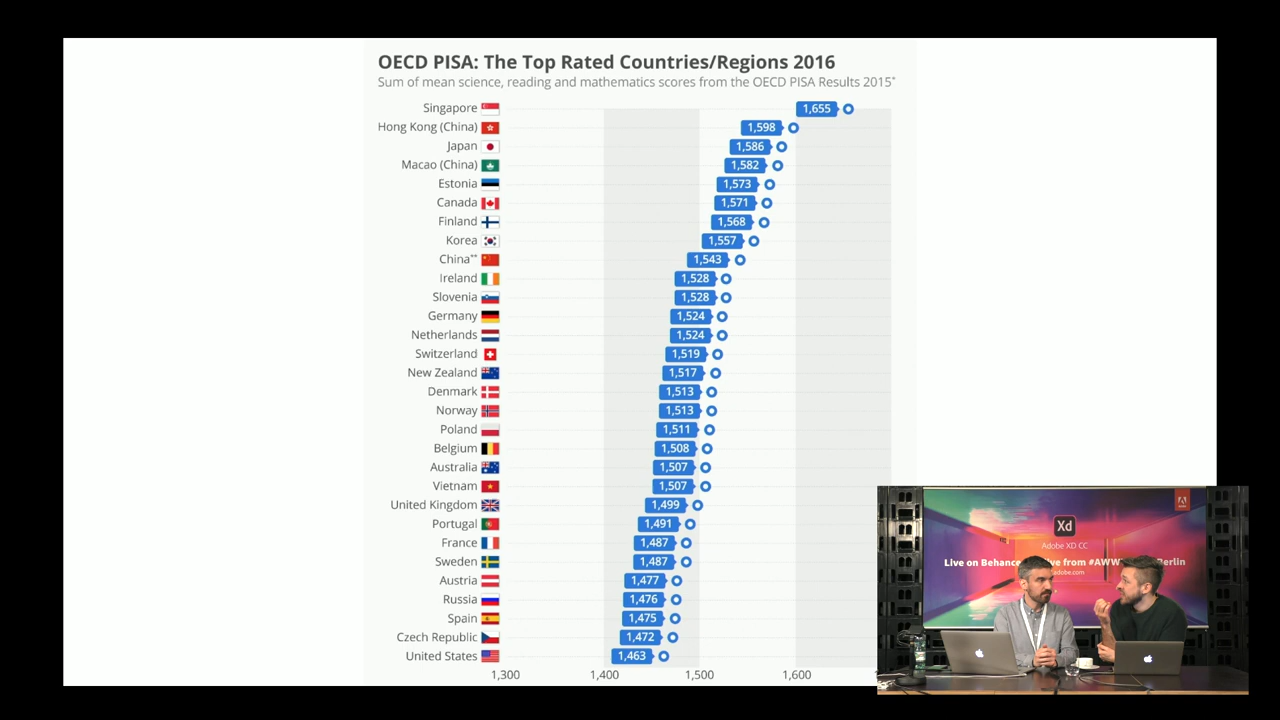 OECD PISA: The Top Rated Countries/Regions 2016
Sum of mean science, reading and mathematics scores from the OECD PISA Results 2015*
Singapore 1,655
Hong Kong (China) 1,598
Japan 1,586
Macao (China) 1,582
Estonia 1,573
Canada 1,571
Finland 1,568
Korea 1,557
China** 1,543
Ireland 1,528
Slovenia 1,528
Germany 1,524
Netherlands 1,524
Switzerland 1,519
New Zealand 1,517
Denmark 1,513
Norway 1,513
Poland 1,511
Belgium 1,508
Australia 1,507
Vietnam 1,507
United Kingdom 1,499
Portugal 1,491
France 1,487
Sweden 1,487
Austria 1,477
Russia 1,476
Spain 1,475
Czech Republic 1,472
United States 1,463
1,300 1,400 1,500 1,600
Xd
Adobe XD CC
Live on Behance from #AWW erlin